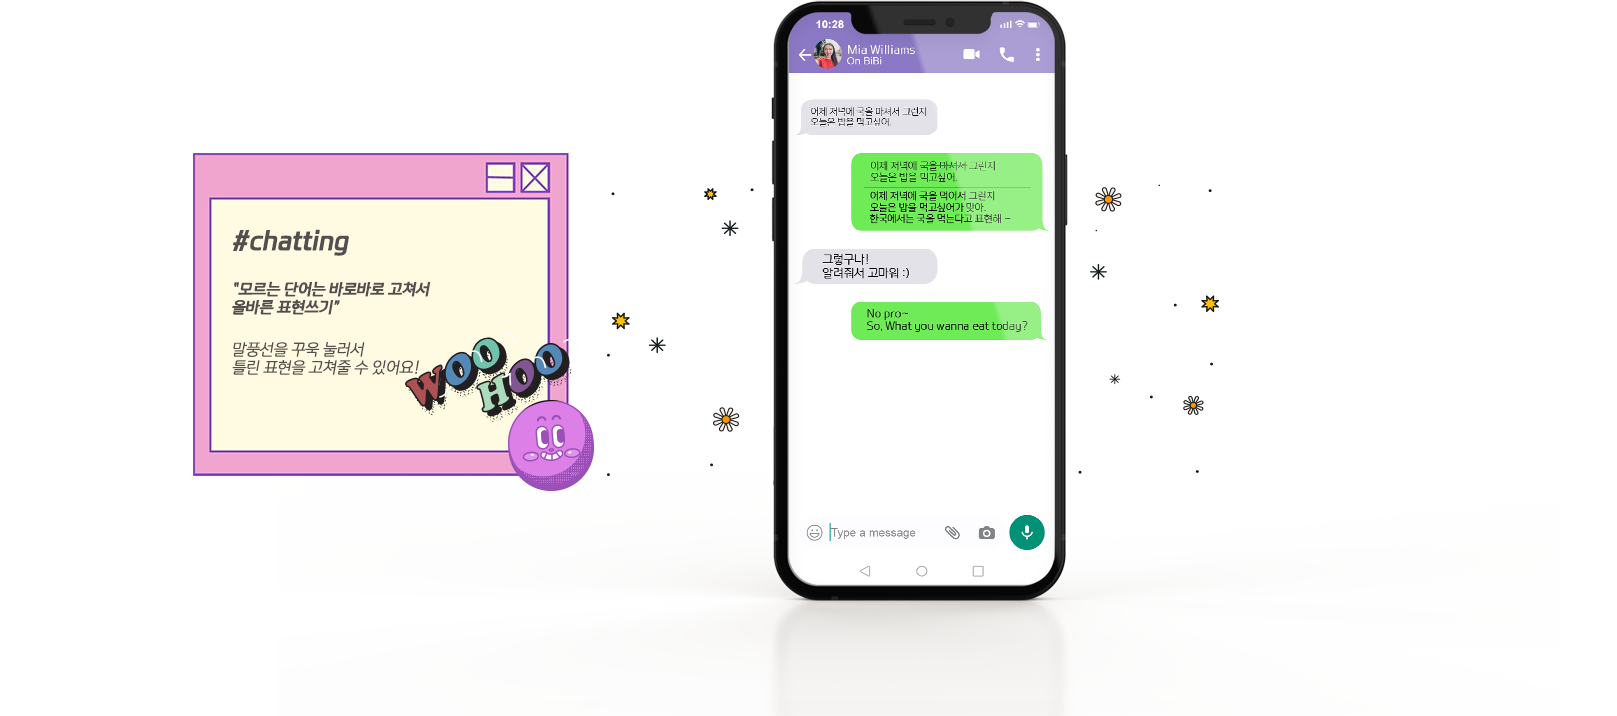 #chatting
"모르는 단어는 바로바로 고쳐서
올바른 표현쓰기"
말풍선을 꾸욱 눌러서
틀린 표현을 고쳐줄 수 있어요!
WOO
HOO
10:28
Mia Williams
On BiBi
어제 저녁에 국을 마셔서 그런지
오늘은 밥을 먹고싶어.
어제 저녁에 국을 마셔서 그런지
오늘은 밥을 먹고싶어.
어제 저녁에 국을 먹어서 그런지
오늘은 밥을 먹고싶어가 맞아.
한국에서는 국을 먹는다고 표현해 ~
그렇구나!
알려줘서 고마워 :)
No pro~
So, What you wanna eat today?
Type a message